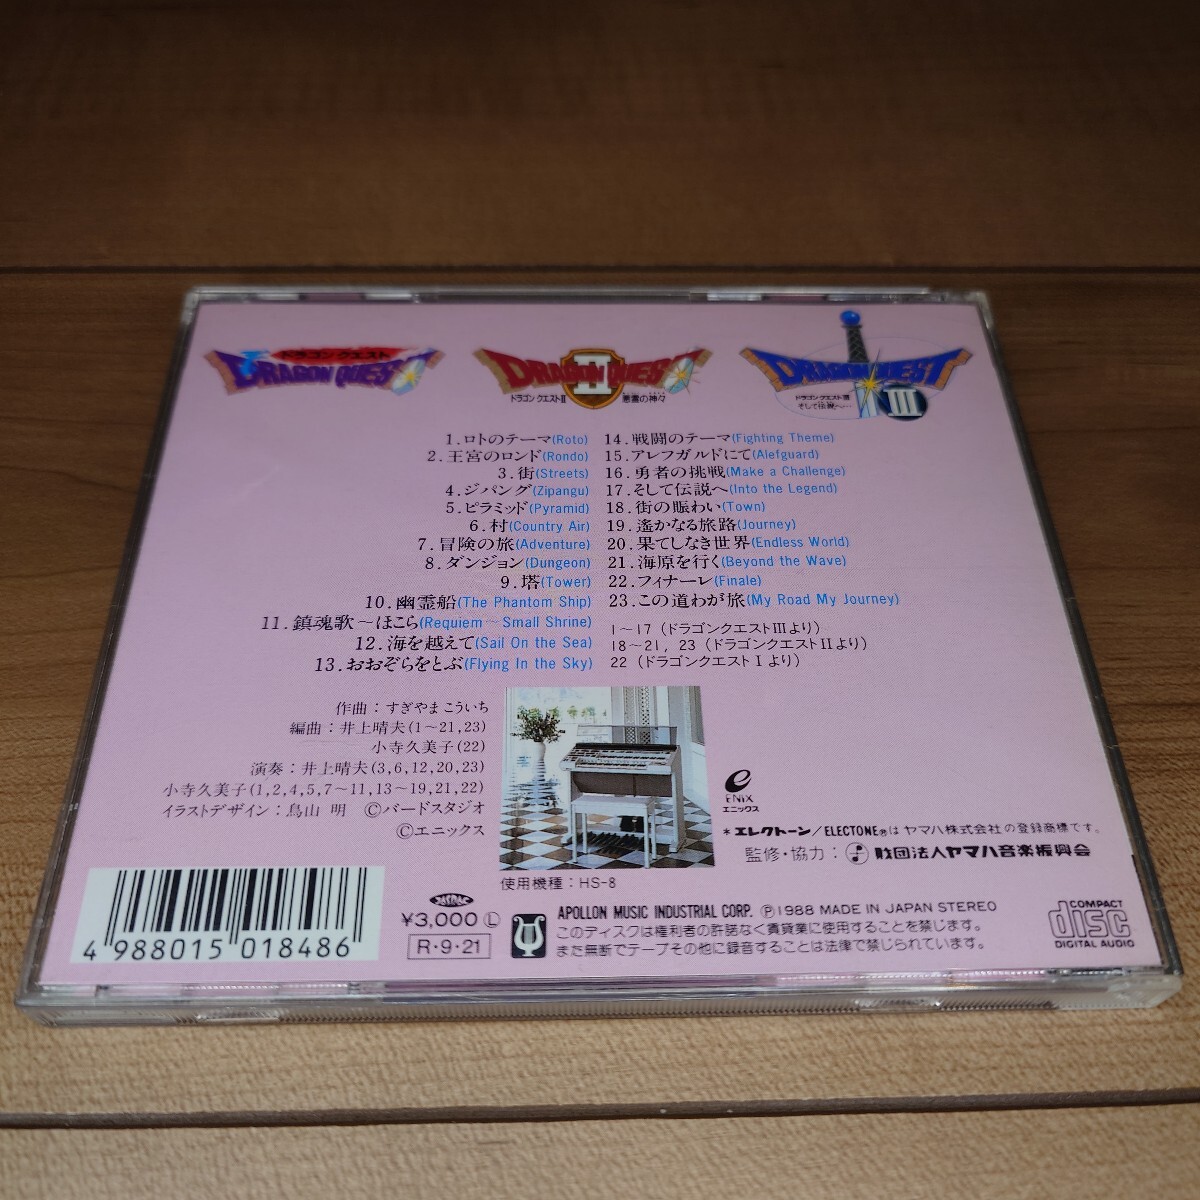 ドラゴンクエスト
DRAGON QUEST
DRAGON QUEST
II
ドラゴンクエストII 悪霊の神々
DRAGON QUEST
III
ドラゴンクエストIII
そして伝説へ…
1.ロトのテーマ(Roto)
2.王宮のロンド(Rondo)
3.街(Streets)
4.ジパング(Zipangu)
5.ピラミッド(Pyramid)
6.村(Country Air)
7.冒険の旅(Adventure)
8.ダンジョン(Dungeon)
9.塔(Tower)
10.幽霊船(The Phantom Ship)
11.鎮魂歌〜ほこら(Requiem〜Small Shrine)
12.海を越えて(Sail On the Sea)
13.おおぞらをとぶ(Flying In the Sky)
14.戦闘のテーマ(Fighting Theme)
15.アレフガルドにて(Alefguard)
16.勇者の挑戦(Make a Challenge)
17.そして伝説へ(Into the Legend)
18.街の賑わい(Town)
19.遙かなる旅路(Journey)
20.果てしなき世界(Endless World)
21.海原を行く(Beyond the Wave)
22.フィナーレ(Finale)
23.この道わが旅(My Road My Journey)
1〜17(ドラゴンクエストIIIより)
18〜21, 23(ドラゴンクエストIIより)
22(ドラゴンクエストIより)
作曲:すぎやまこういち
編曲:井上晴夫(1〜21,23)
小寺久美子(22)
演奏:井上晴夫(3,6,12,20,23)
小寺久美子(1,2,4,5,7〜11,13〜19,21,22)
イラストデザイン:鳥山 明 ©バードスタジオ
©エニックス
使用機種:HS-8
ENIX
エニックス
*エレクトーン/ELECTONE®はヤマハ株式会社の登録商標です。
監修・協力:財団法人ヤマハ音楽振興会
4 988015 018486
JASRAC
¥3,000 Ⓛ
R・9・21
APOLLON MUSIC INDUSTRIAL CORP. ℗1988 MADE IN JAPAN STEREO
このディスクは権利者の許諾なく賃貸業に使用することを禁じます。
また無断でテープその他に録音することは法律で禁じられています。
COMPACT
disc
DIGITAL AUDIO